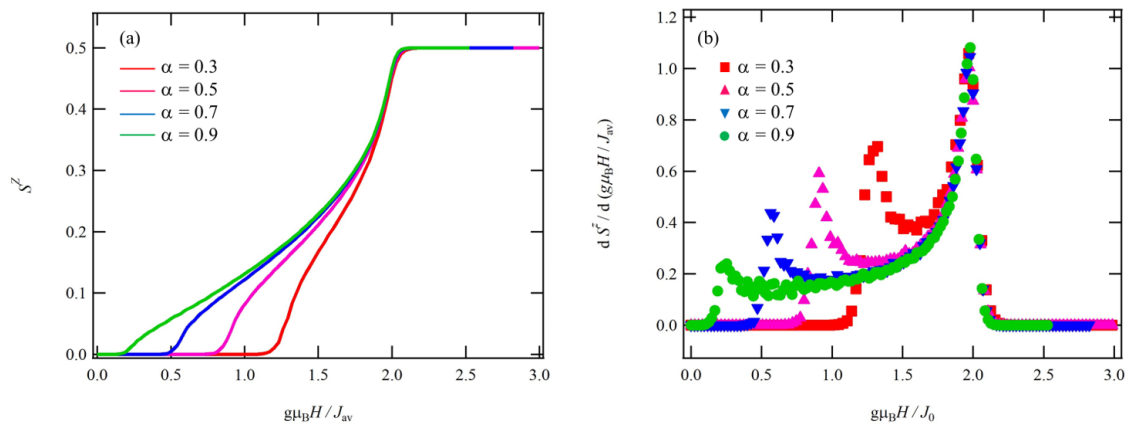 (a)
0.5
0.4
0.3
0.2
0.1
0.0
S^Z
α = 0.3
α = 0.5
α = 0.7
α = 0.9
0.0 0.5 1.0 1.5 2.0 2.5 3.0
gμ_B H / J_av
(b)
1.2
1.0
0.8
0.6
0.4
0.2
0.0
d S^z / d (gμ_B H / J_av)
α = 0.3
α = 0.5
α = 0.7
α = 0.9
0.0 0.5 1.0 1.5 2.0 2.5 3.0
gμ_B H / J_0